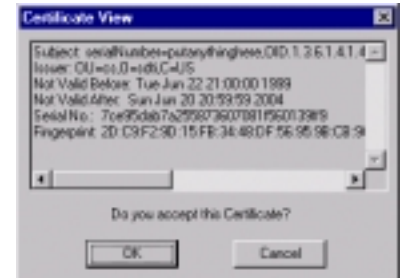 Certificate View
Subject: serialNumber=putanythinghere,OID.1.3.6.1.4.1.4
Issuer: OU=cs,O=sdti,C=US
Not Valid Before: Tue Jun 22 21:00:00 1999
Not Valid After: Sun Jun 20 20:59:59 2004
Serial No.:
Fingerprint: 2D:C9:F2:9D:15:FB:34:48:DF:56:95:9B:CB:9
Do you accept this Certificate?
OK
Cancel